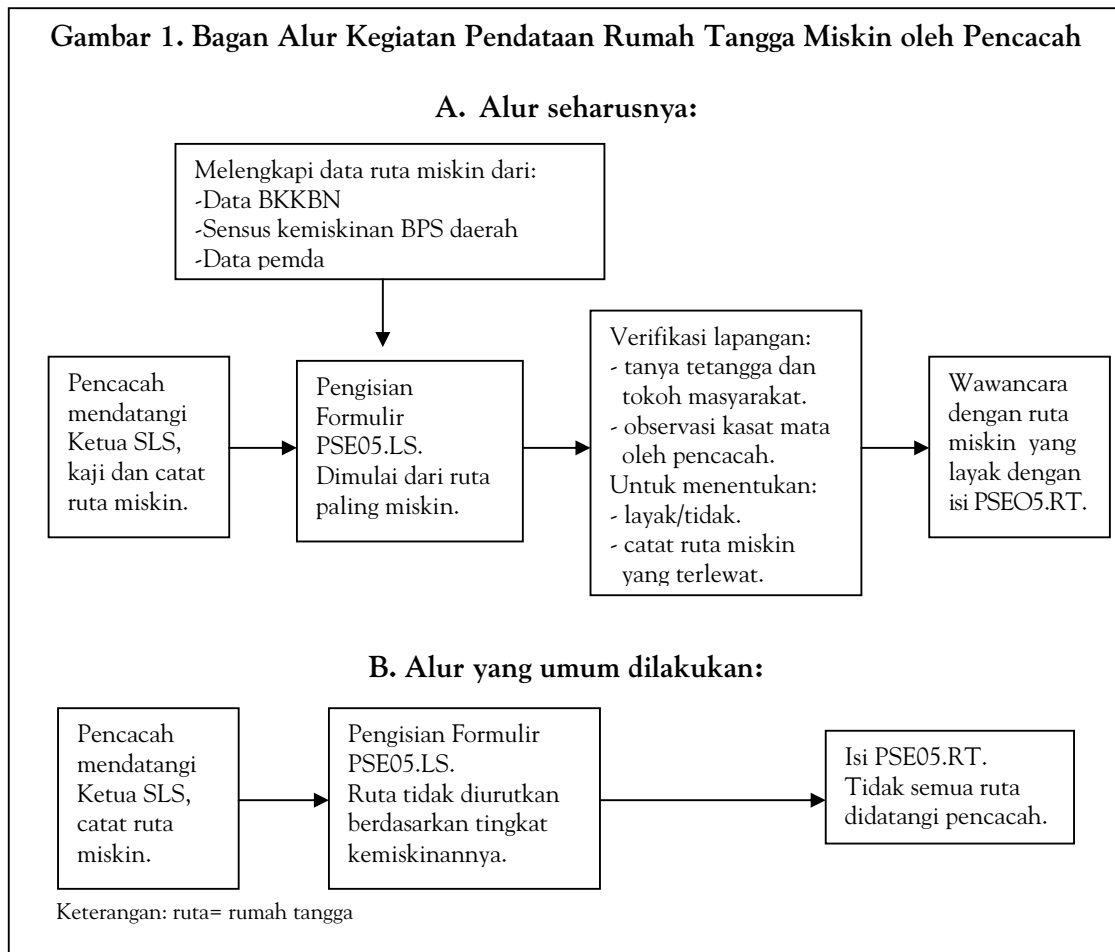 Gambar 1. Bagan Alur Kegiatan Pendataan Rumah Tangga Miskin oleh Pencacah
A. Alur seharusnya:
Melengkapi data ruta miskin dari:
-Data BKKBN
-Sensus kemiskinan BPS daerah
-Data pemda
Pencacah
mendatangi
Ketua SLS,
kaji dan catat
ruta miskin.
Pengisian
Formulir
PSE05.LS.
Dimulai dari ruta
paling miskin.
Verifikasi lapangan:
- tanya tetangga dan
tokoh masyarakat.
- observasi kasat mata
oleh pencacah.
Untuk menentukan:
- layak/tidak.
- catat ruta miskin
yang terlewat.
Wawancara
dengan ruta
miskin yang
layak dengan
isi PSEO5.RT.
B. Alur yang umum dilakukan:
Pencacah
mendatangi
Ketua SLS,
catat ruta
miskin.
Pengisian Formulir
PSE05.LS.
Ruta tidak diurutkan
berdasarkan tingkat
kemiskinannya.
Isi PSE05.RT.
Tidak semua ruta
didatangi pencacah.
Keterangan: ruta= rumah tangga